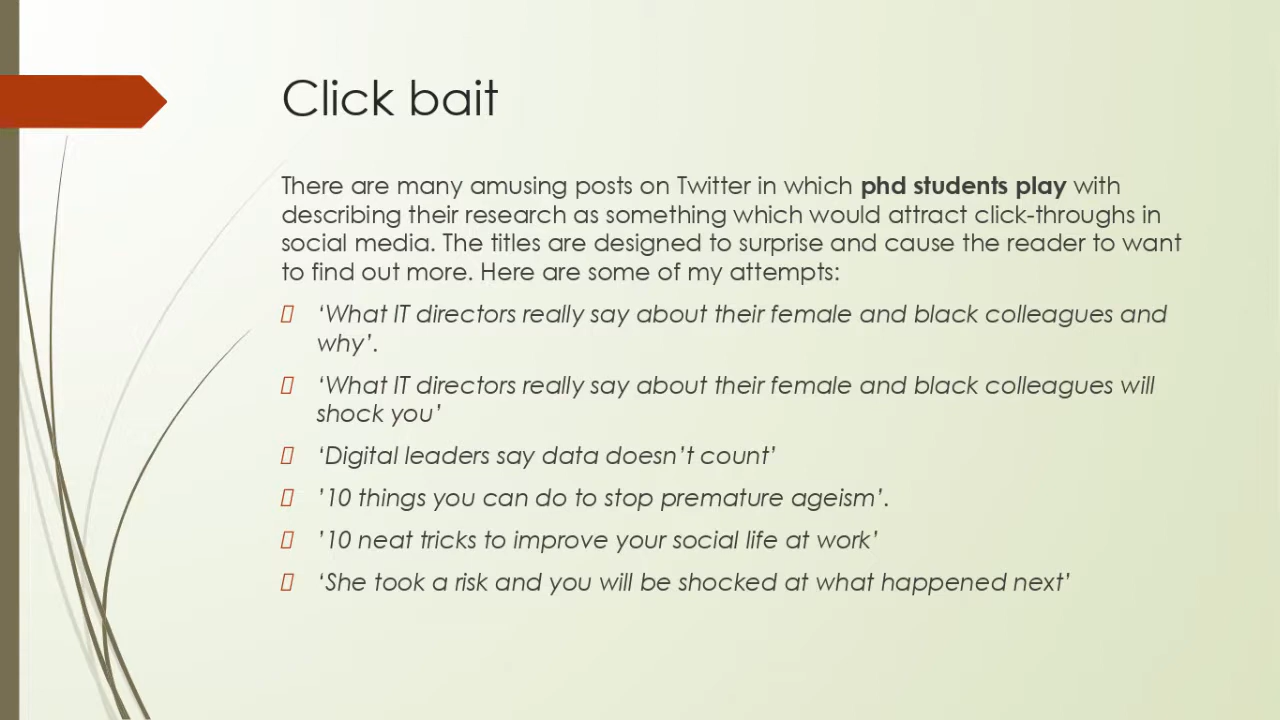 Click bait
There are many amusing posts on Twitter in which phd students play with
describing their research as something which would attract click-throughs in
social media. The titles are designed to surprise and cause the reader to want
to find out more. Here are some of my attempts:
‘What IT directors really say about their female and black colleagues and
why’.
‘What IT directors really say about their female and black colleagues will
shock you’
‘Digital leaders say data doesn’t count’
’10 things you can do to stop premature ageism’.
’10 neat tricks to improve your social life at work’
‘She took a risk and you will be shocked at what happened next’